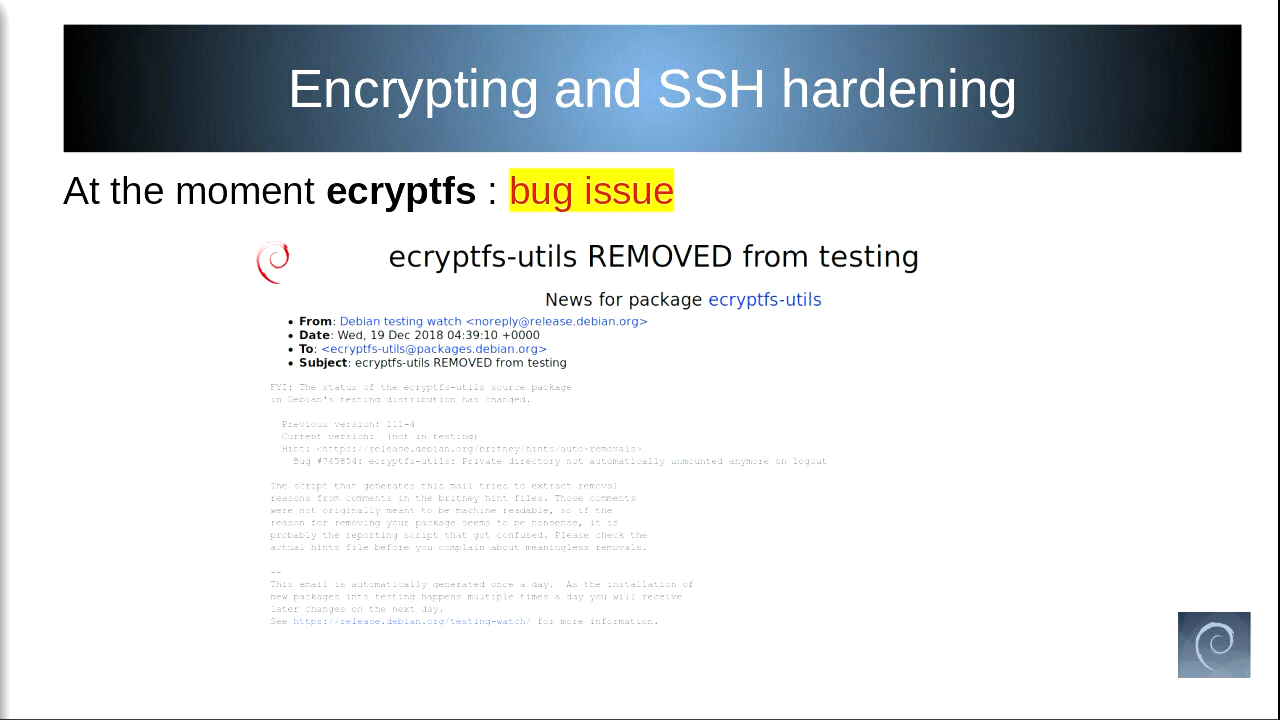 Encrypting and SSH hardening
At the moment ecryptfs : bug issue
ecryptfs-utils REMOVED from testing
News for package ecryptfs-utils
• From: Debian testing watch <noreply@release.debian.org>
• Date: Wed, 19 Dec 2018 04:39:10 +0000
• To: <ecryptfs-utils@packages.debian.org>
• Subject: ecryptfs-utils REMOVED from testing
FYI: The status of the ecryptfs-utils source package
in Debian's testing distribution has changed.
Previous version: 111-4
Current version: (not in testing)
Hint: <https://release.debian.org/britney/hints/auto-removals>
Bug #765854: ecryptfs-utils: Private directory not automatically unmounted anymore on logout
The script that generates this mail tries to extract removal
reasons from comments in the britney hint files. Those comments
were not originally meant to be machine readable, so if the
reason for removing your package seems to be nonsense, it is
probably the reporting script that got confused. Please check the
actual hints file before you complain about meaningless removals.
--
This email is automatically generated once a day. As the installation of
new packages into testing happens multiple times a day you will receive
later changes on the next day.
See https://release.debian.org/testing-watch/ for more information.